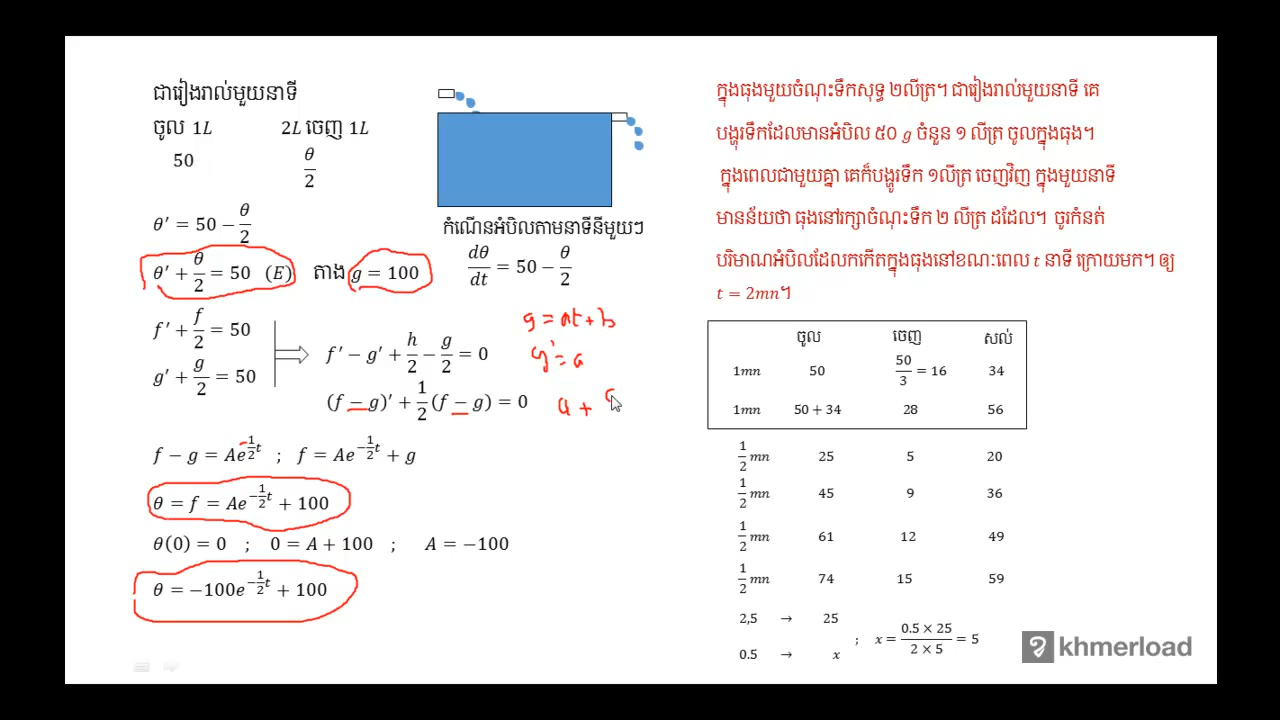 ជារៀងរាល់មួយនាទី
ចូល 1L 2L ចេញ 1L
50 θ/2
θ′ = 50 − θ/2
θ′ + θ/2 = 50 (E) តាង g = 100
f′ + f/2 = 50
g′ + g/2 = 50
f′ − g′ + h/2 − g/2 = 0
(f − g)′ + 1/2 (f − g) = 0
f − g = Ae^{-1/2 t} ; f = Ae^{−1/2 t} + g
θ = f = Ae^{−1/2 t} + 100
θ(0) = 0 ; 0 = A + 100 ; A = −100
θ = −100e^{−1/2 t} + 100
កំណើនអំបិលតាមនាទីនីមួយៗ
dθ/dt = 50 − θ/2
g = at + b
g' = a
a +
ក្នុងធុងមួយចំណុះទឹកសុទ្ធ ២លីត្រ។ ជារៀងរាល់មួយនាទី គេ
បង្ហូរទឹកដែលមានអំបិល ៥០ g ចំនួន ១ លីត្រ ចូលក្នុងធុង។
ក្នុងពេលជាមួយគ្នា គេក៏បង្ហូរទឹក ១លីត្រ ចេញវិញ ក្នុងមួយនាទី
មានន័យថា ធុងនៅរក្សាចំណុះទឹក ២ លីត្រ ដដែល។ ចូរកំនត់
បរិមាណអំបិលដែលកកើតក្នុងធុងនៅខណៈពេល t នាទី ក្រោយមក។ ឲ្យ
t = 2mn។
ចូល ចេញ សល់
1mn 50 50/3 = 16 34
1mn 50 + 34 28 56
1/2 mn 25 5 20
1/2 mn 45 9 36
1/2 mn 61 12 49
1/2 mn 74 15 59
2,5 → 25
0.5 → x
; x = 0.5 × 25 / 2 × 5 = 5
khmerload